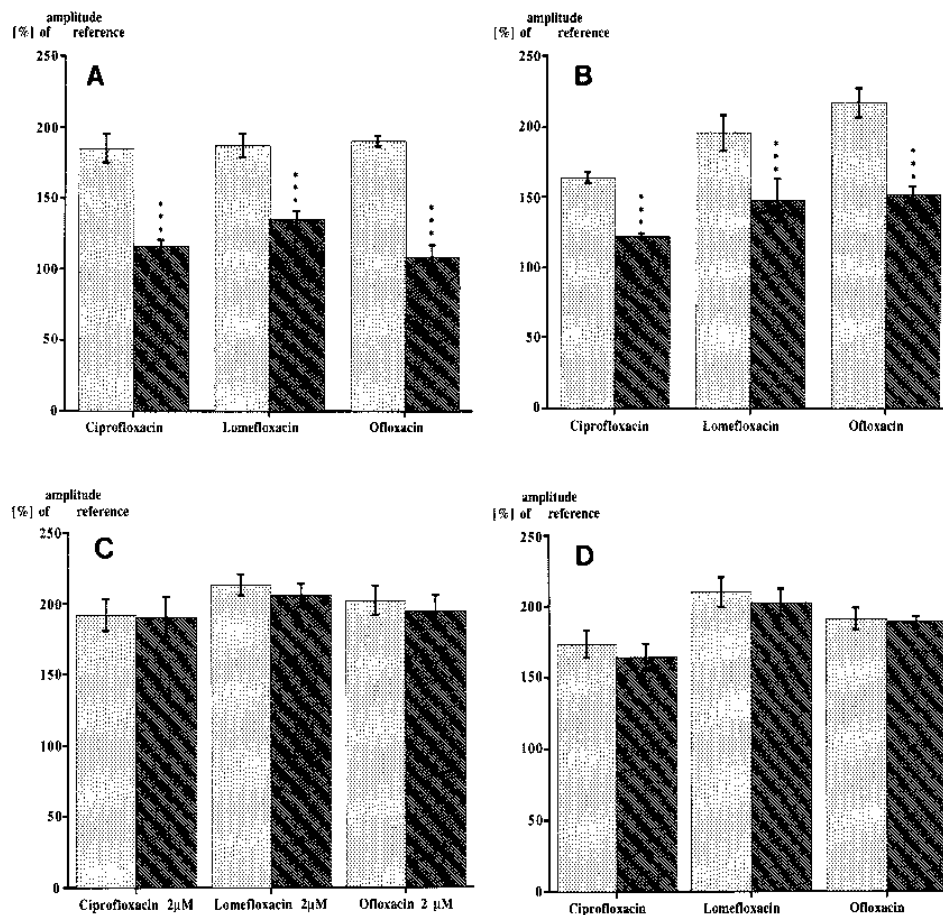 amplitude
[%] of reference
250
200
150
100
50
0
A
* * *
* * *
* * *
Ciprofloxacin Lomefloxacin Ofloxacin
amplitude
[%] of reference
250
200
150
100
50
0
B
* * *
* * *
* * *
Ciprofloxacin Lomefloxacin Ofloxacin
amplitude
[%] of reference
250
200
150
100
50
0
C
Ciprofloxacin 2µM Lomefloxacin 2µM Ofloxacin 2 µM
amplitude
[%] of reference
250
200
150
100
50
0
D
Ciprofloxacin Lomefloxacin Ofloxacin